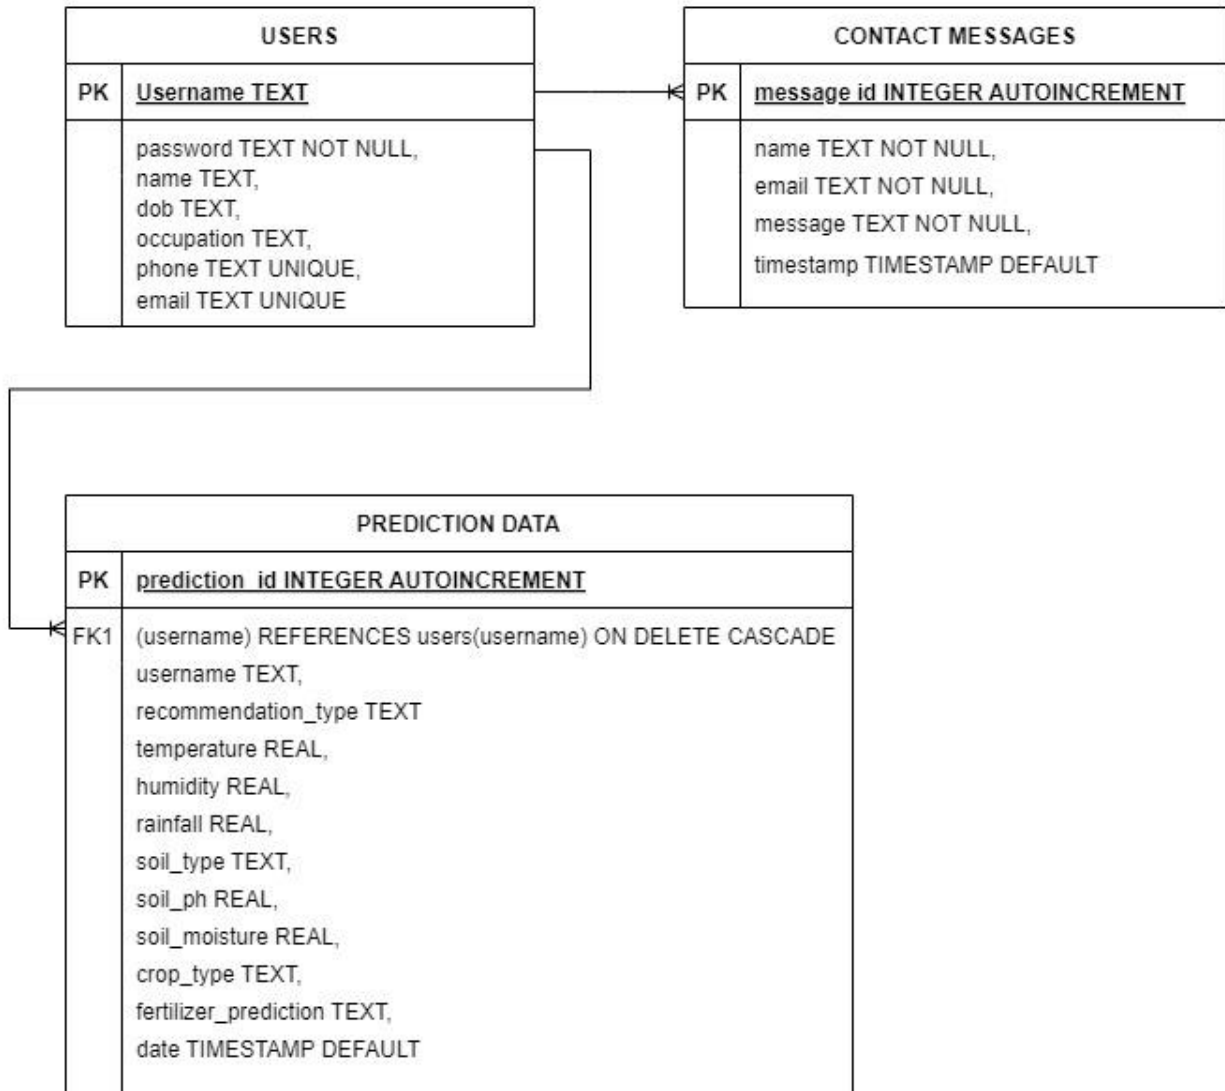 USERS
PK Username TEXT
password TEXT NOT NULL,
name TEXT,
dob TEXT,
occupation TEXT,
phone TEXT UNIQUE,
email TEXT UNIQUE
CONTACT MESSAGES
PK message id INTEGER AUTOINCREMENT
name TEXT NOT NULL,
email TEXT NOT NULL,
message TEXT NOT NULL,
timestamp TIMESTAMP DEFAULT
PREDICTION DATA
PK prediction_id INTEGER AUTOINCREMENT
FK1 (username) REFERENCES users(username) ON DELETE CASCADE
username TEXT,
recommendation_type TEXT
temperature REAL,
humidity REAL,
rainfall REAL,
soil_type TEXT,
soil_ph REAL,
soil_moisture REAL,
crop_type TEXT,
fertilizer_prediction TEXT,
date TIMESTAMP DEFAULT